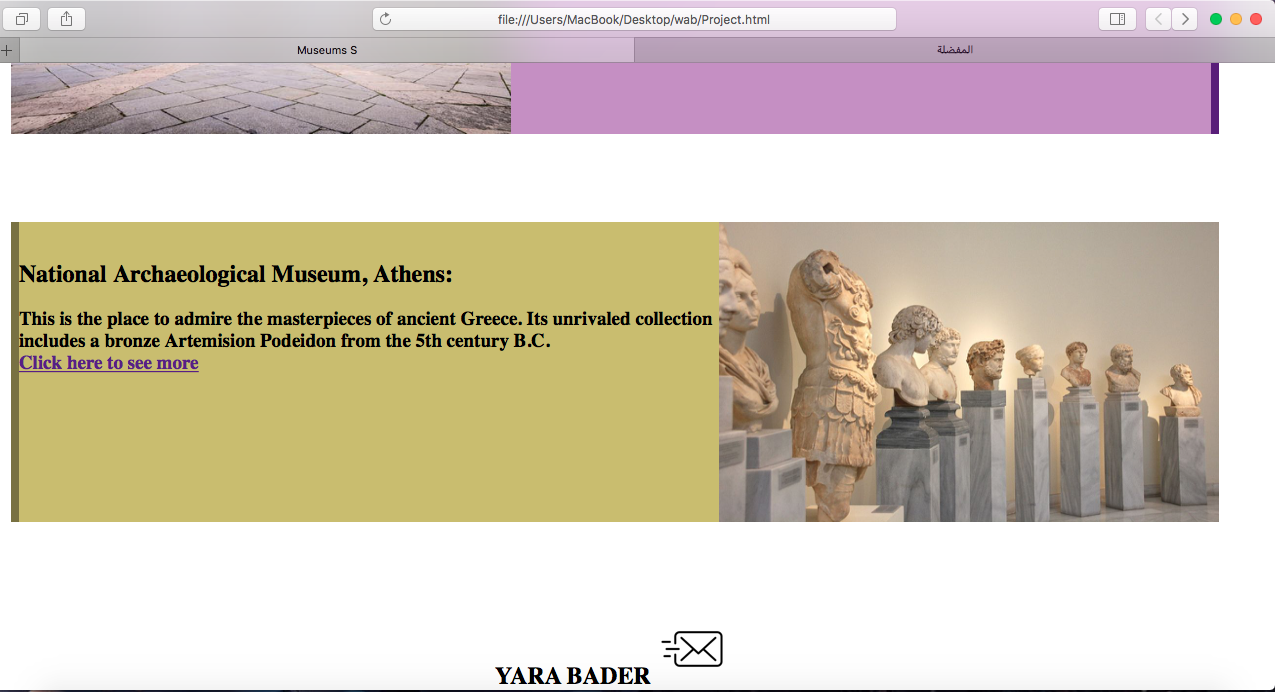 file:///Users/MacBook/Desktop/wab/Project.html
Museums S
المفضلة
National Archaeological Museum, Athens:
This is the place to admire the masterpieces of ancient Greece. Its unrivaled collection
includes a bronze Artemision Podeidon from the 5th century B.C.
Click here to see more
YARA BADER